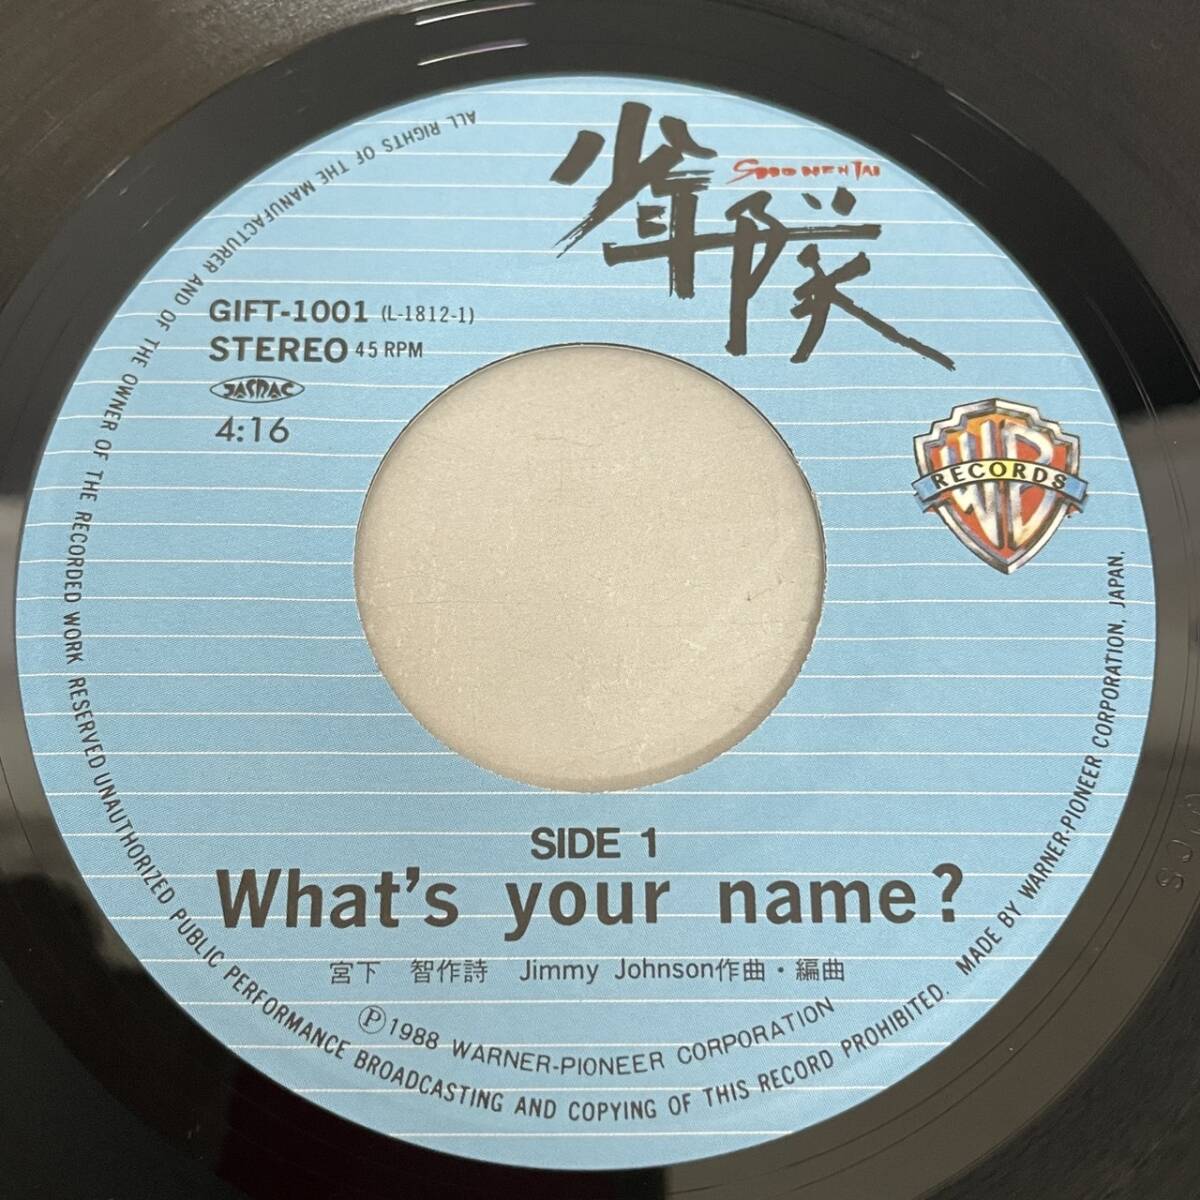 少年隊
SHONENTAI
GIFT-1001 (L-1812-1)
STEREO 45 RPM
JASRAC
4:16
WB
RECORDS
SIDE 1
What's your name?
宮下 智作詩 Jimmy Johnson作曲・編曲
Ⓟ1988 WARNER-PIONEER CORPORATION
ALL RIGHTS OF THE MANUFACTURER AND OF THE OWNER OF THE RECORDED WORK RESERVED UNAUTHORIZED PUBLIC PERFORMANCE BROADCASTING AND COPYING OF THIS RECORD PROHIBITED. MADE BY WARNER-PIONEER CORPORATION, JAPAN.